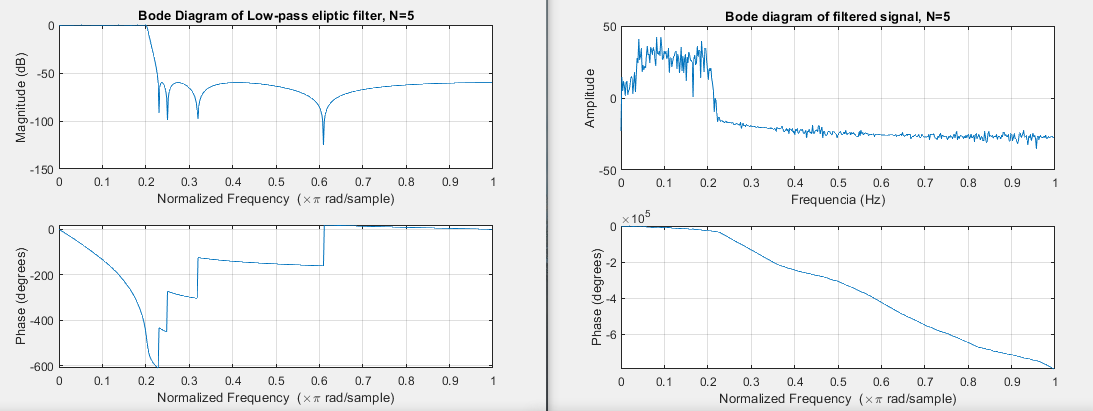 Bode Diagram of Low-pass eliptic filter, N=5
Magnitude (dB)
0
-50
-100
-150
0 0.1 0.2 0.3 0.4 0.5 0.6 0.7 0.8 0.9 1
Normalized Frequency (×π rad/sample)
Phase (degrees)
0
-200
-400
-600
0 0.1 0.2 0.3 0.4 0.5 0.6 0.7 0.8 0.9 1
Normalized Frequency (×π rad/sample)
Bode diagram of filtered signal, N=5
Amplitude
50
0
-50
0 0.1 0.2 0.3 0.4 0.5 0.6 0.7 0.8 0.9 1
Frequencia (Hz)
×10⁵
Phase (degrees)
0
-2
-4
-6
0 0.1 0.2 0.3 0.4 0.5 0.6 0.7 0.8 0.9 1
Normalized Frequency (×π rad/sample)